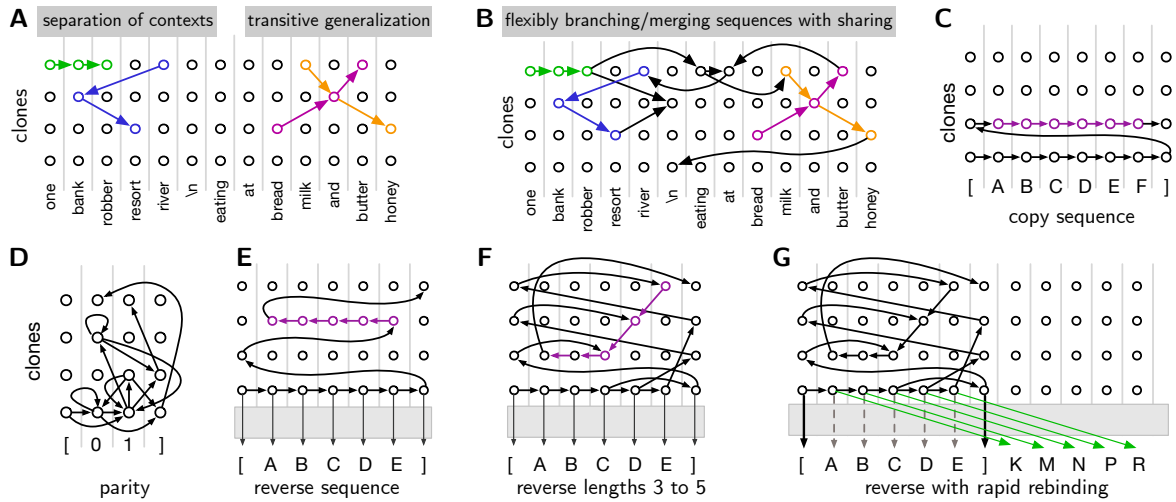 A separation of contexts transitive generalization
clones
one bank robber resort river \n eating at bread milk and butter honey
B flexibly branching/merging sequences with sharing
clones
one bank robber resort river \n eating at bread milk and butter honey
C
clones
[ A B C D E F ]
copy sequence
D
clones
[ 0 1 ]
parity
E
[ A B C D E ]
reverse sequence
F
[ A B C D E ]
reverse lengths 3 to 5
G
[ A B C D E ] K M N P R
reverse with rapid rebinding